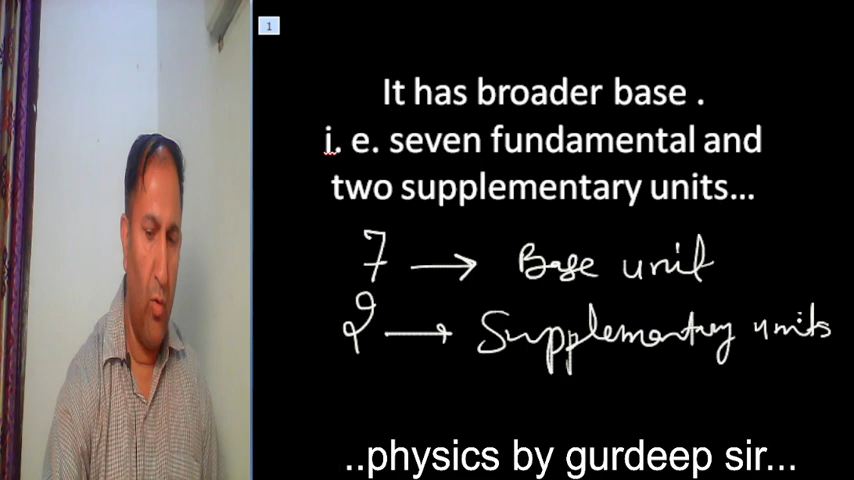 1
It has broader base .
i. e. seven fundamental and
two supplementary units...
7 → Base unit
2 → Supplementary units
..physics by gurdeep sir...